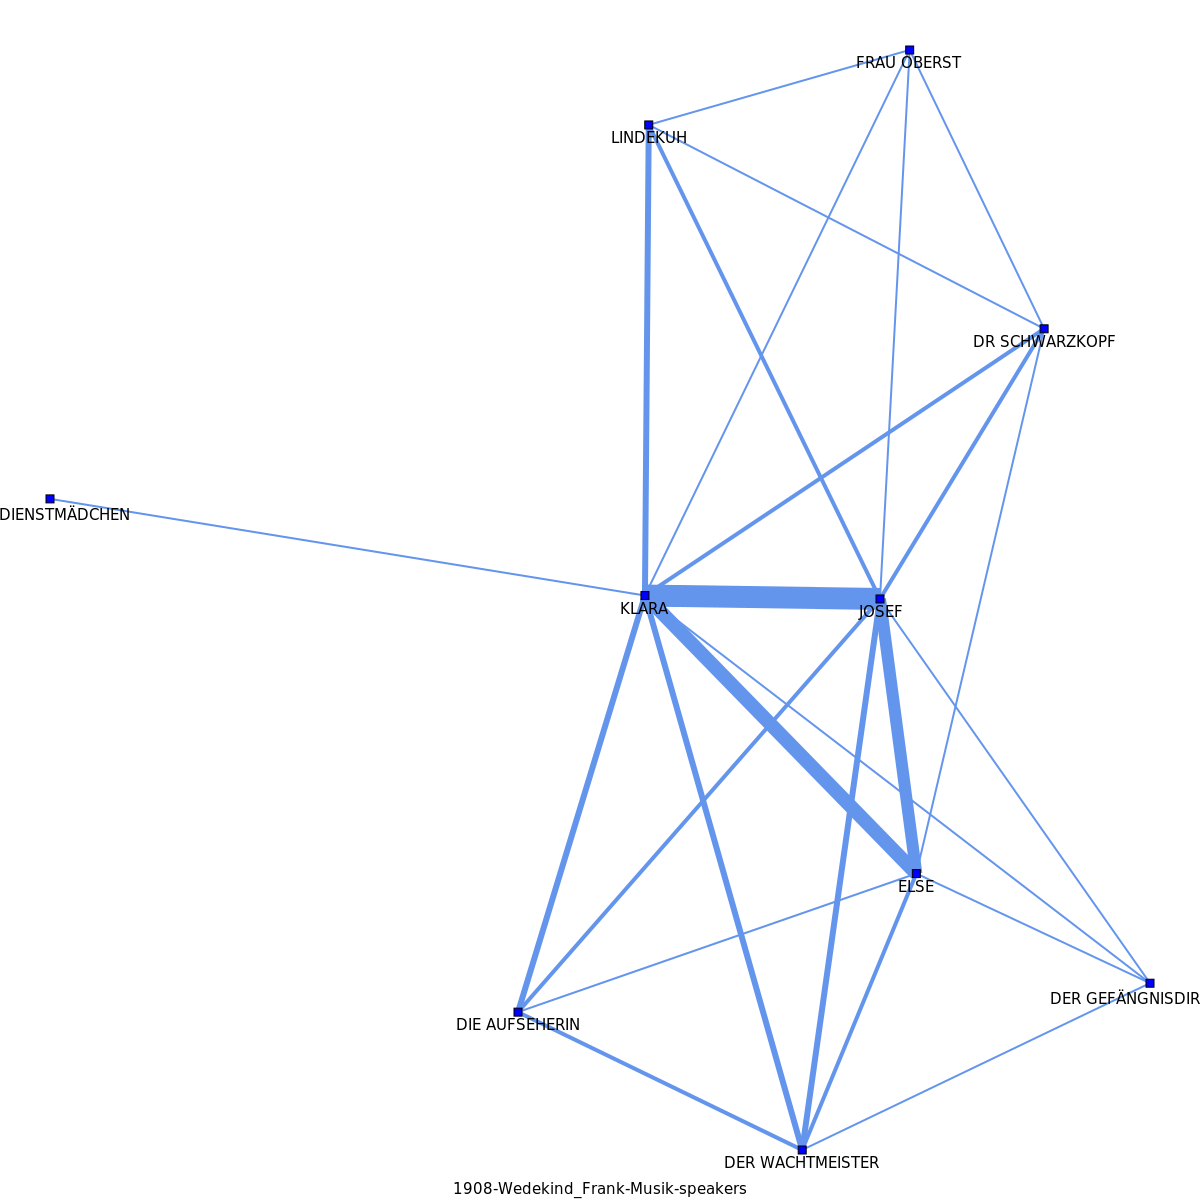 FRAU OBERST
LINDEKUH
DR SCHWARZKOPF
DIENSTMÄDCHEN
KLARA
JOSEF
ELSE
DER GEFÄNGNISDIR
DIE AUFSEHERIN
DER WACHTMEISTER
1908-Wedekind_Frank-Musik-speakers